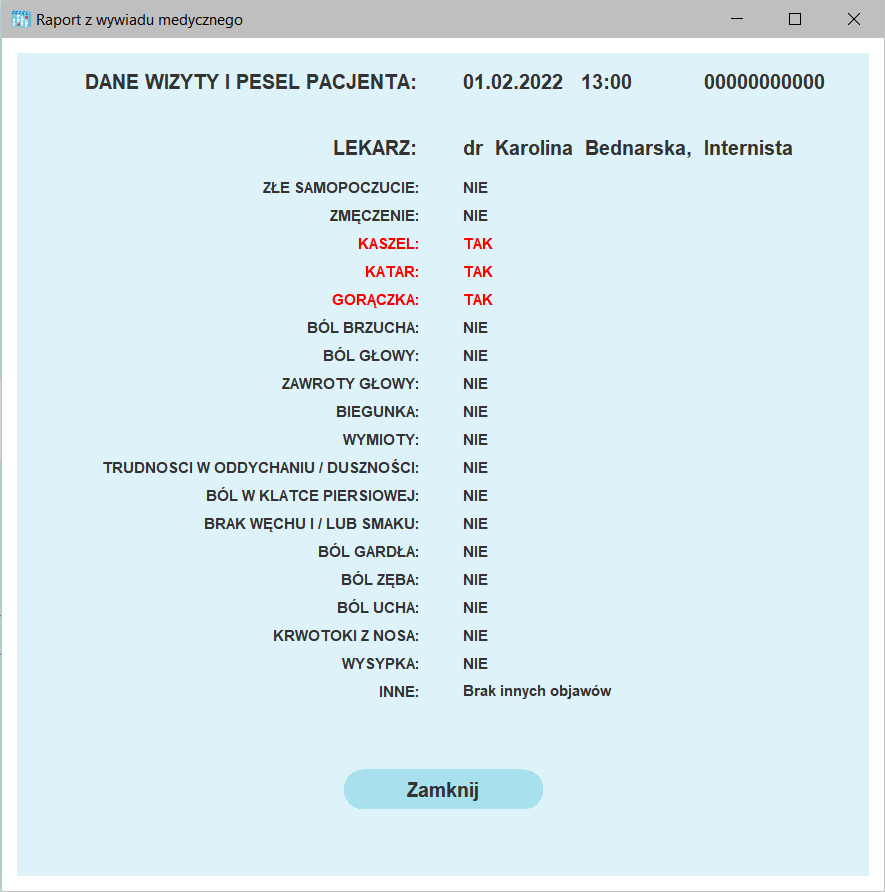 Raport z wywiadu medycznego
DANE WIZYTY I PESEL PACJENTA: 01.02.2022 13:00 00000000000
LEKARZ: dr Karolina Bednarska, Internista
ZŁE SAMOPOCZUCIE: NIE
ZMĘCZENIE: NIE
KASZEL: TAK
KATAR: TAK
GORĄCZKA: TAK
BÓL BRZUCHA: NIE
BÓL GŁOWY: NIE
ZAWROTY GŁOWY: NIE
BIEGUNKA: NIE
WYMIOTY: NIE
TRUDNOSCI W ODDYCHANIU / DUSZNOŚCI: NIE
BÓL W KLATCE PIERSIOWEJ: NIE
BRAK WĘCHU I / LUB SMAKU: NIE
BÓL GARDŁA: NIE
BÓL ZĘBA: NIE
BÓL UCHA: NIE
KRWOTOKI Z NOSA: NIE
WYSYPKA: NIE
INNE: Brak innych objawów
Zamknij